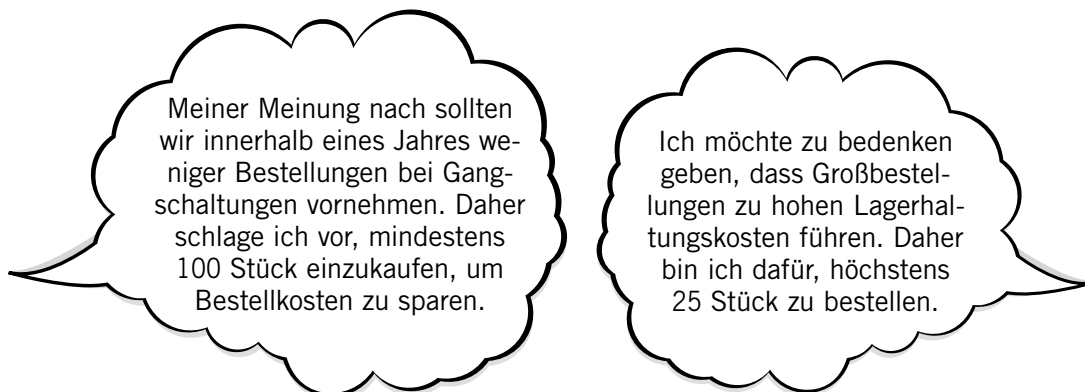 Meiner Meinung nach sollten
wir innerhalb eines Jahres we-
niger Bestellungen bei Gang-
schaltungen vornehmen. Daher
schlage ich vor, mindestens
100 Stück einzukaufen, um
Bestellkosten zu sparen.
Ich möchte zu bedenken
geben, dass Großbestel-
lungen zu hohen Lagerhal-
tungskosten führen. Daher
bin ich dafür, höchstens
25 Stück zu bestellen.